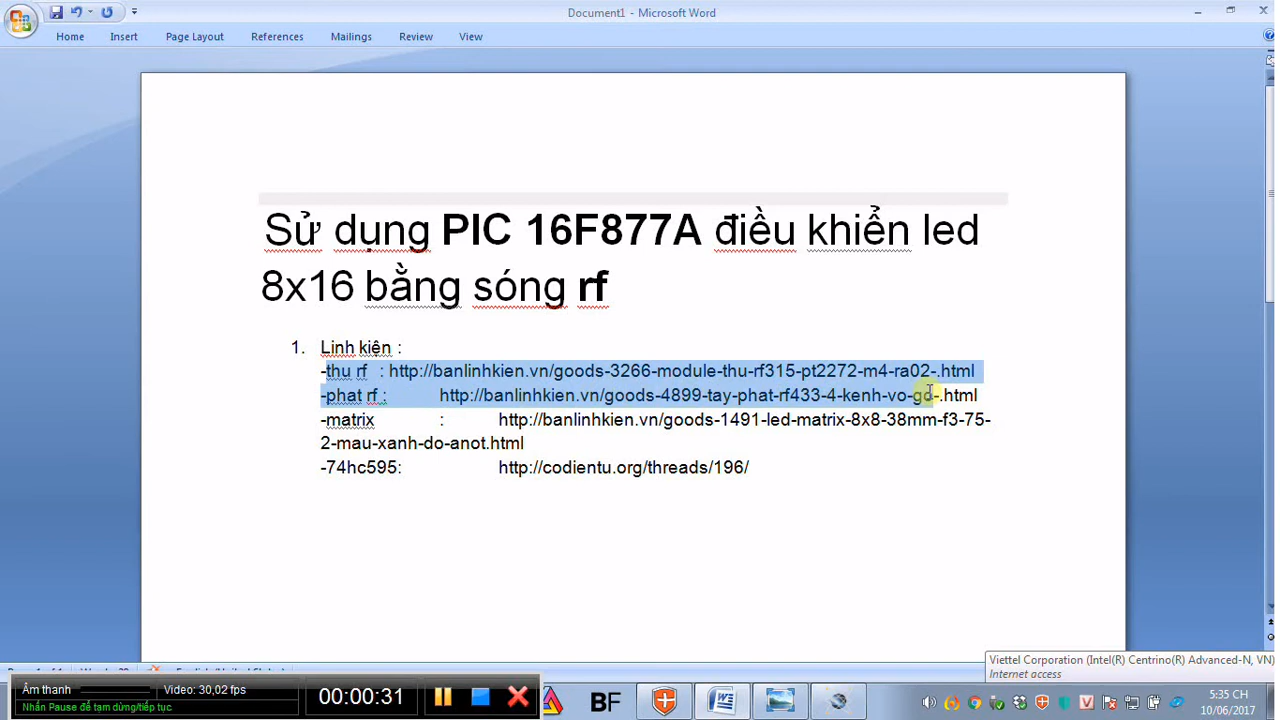 Document1 - Microsoft Word
Home Insert Page Layout References Mailings Review View
Sử dụng PIC 16F877A điều khiển led
8x16 bằng sóng rf
1. Linh kiện :
-thu rf : http://banlinhkien.vn/goods-3266-module-thu-rf315-pt2272-m4-ra02-.html
-phat rf : http://banlinhkien.vn/goods-4899-tay-phat-rf433-4-kenh-vo-gd-.html
-matrix : http://banlinhkien.vn/goods-1491-led-matrix-8x8-38mm-f3-75-
2-mau-xanh-do-anot.html
-74hc595: http://codientu.org/threads/196/
Viettel Corporation (Intel(R) Centrino(R) Advanced-N, VN)
Internet access
Âm thanh Video: 30,02 fps
Nhấn Pause để tạm dừng/tiếp tục
00:00:31
BF
5:35 CH
10/06/2017